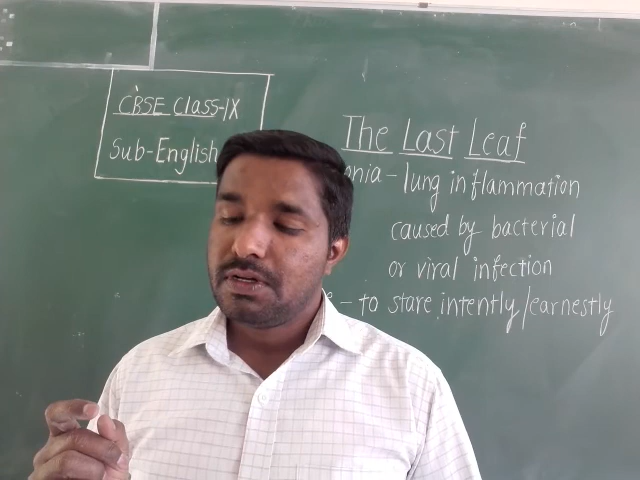 CBSE Class-IX
Sub-English
The Last Leaf
onia - lung inflammation
caused by bacterial
or viral infection
e - to stare intently/earnestly